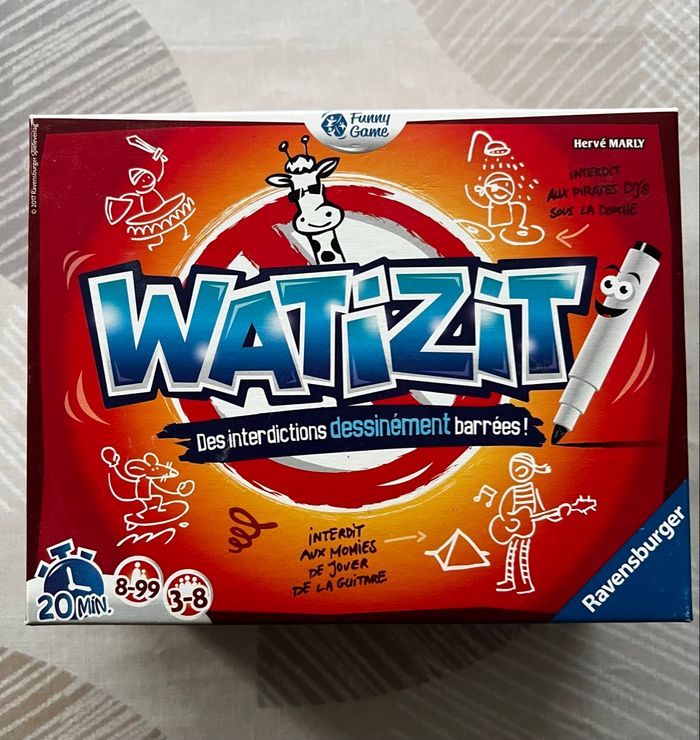 Funny
Game
Hervé MARLY
© 2017 Ravensburger Spieleverlag
INTERDIT
AUX PIRATES DJ'S
SOUS LA DOUCHE
WATiZiT
Des interdictions dessinément barrées !
INTERDIT
AUX MOMIES
DE JOUER
DE LA GUITARE
20 MIN.
8-99
3-8
Ravensburger